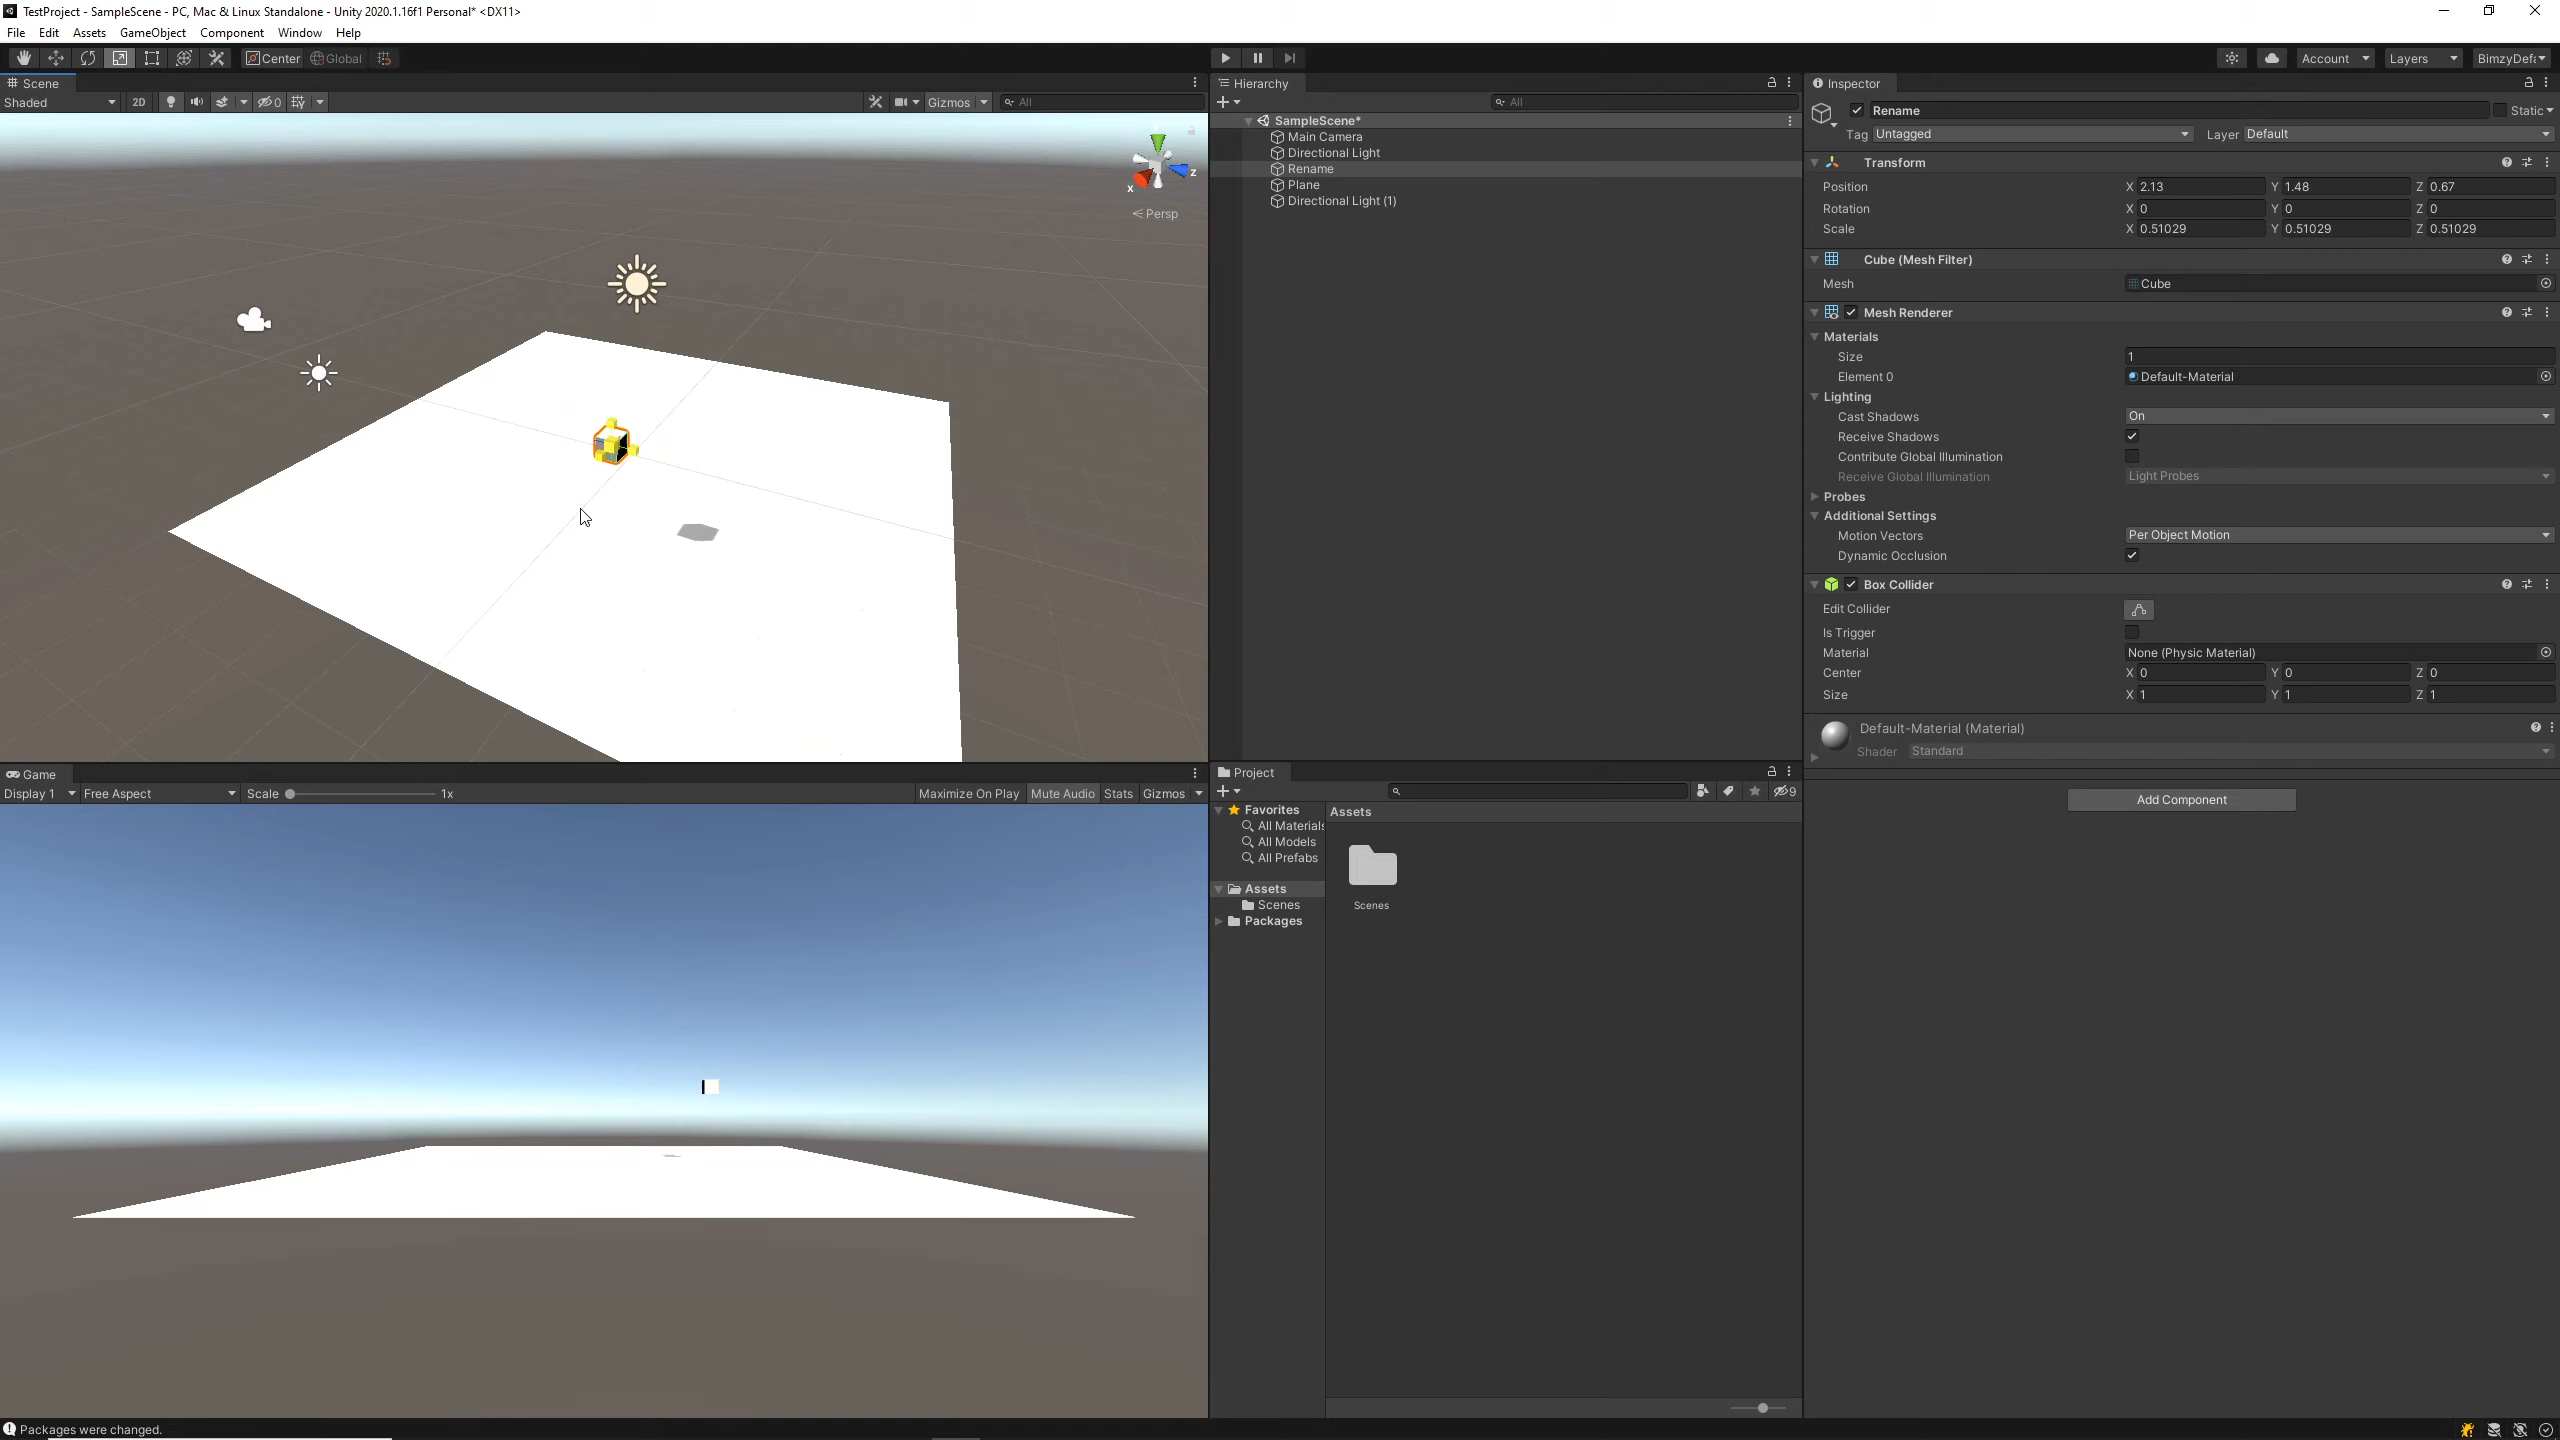 TestProject - SampleScene - PC, Mac & Linux Standalone - Unity 2020.1.16f1 Personal* <DX11>
File Edit Assets GameObject Component Window Help
Center Global Account Layers BimzyDef
Scene
Shaded 2D 0 Gizmos All
x z
Persp
Hierarchy
All
SampleScene*
Main Camera
Directional Light
Rename
Plane
Directional Light (1)
Inspector
Rename Static
Tag Untagged Layer Default
Transform
Position X 2.13 Y 1.48 Z 0.67
Rotation X 0 Y 0 Z 0
Scale X 0.51029 Y 0.51029 Z 0.51029
Cube (Mesh Filter)
Mesh Cube
Mesh Renderer
Materials
Size 1
Element 0 Default-Material
Lighting
Cast Shadows On
Receive Shadows
Contribute Global Illumination
Receive Global Illumination Light Probes
Probes
Additional Settings
Motion Vectors Per Object Motion
Dynamic Occlusion
Box Collider
Edit Collider
Is Trigger
Material None (Physic Material)
Center X 0 Y 0 Z 0
Size X 1 Y 1 Z 1
Default-Material (Material)
Shader Standard
Add Component
Game
Display 1 Free Aspect Scale 1x Maximize On Play Mute Audio Stats Gizmos
Project
9
Favorites
All Materials
All Models
All Prefabs
Assets
Scenes
Packages
Assets
Scenes
Packages were changed.